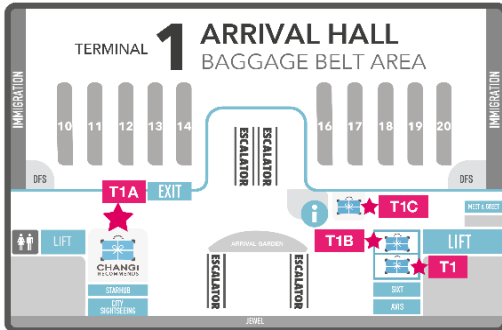 TERMINAL 1 ARRIVAL HALL
BAGGAGE BELT AREA
IMMIGRATION
IMMIGRATION
10 11 12 13 14
16 17 18 19 20
ESCALATOR
ESCALATOR
DFS
DFS
T1A
EXIT
T1C
MEET & GREET
T1B
LIFT
LIFT
ARRIVAL GARDEN
T1
CHANGI
RECOMMENDS
ESCALATOR
ESCALATOR
STARHUB
CITY
SIGHTSEEING
SIXT
AVIS
JEWEL